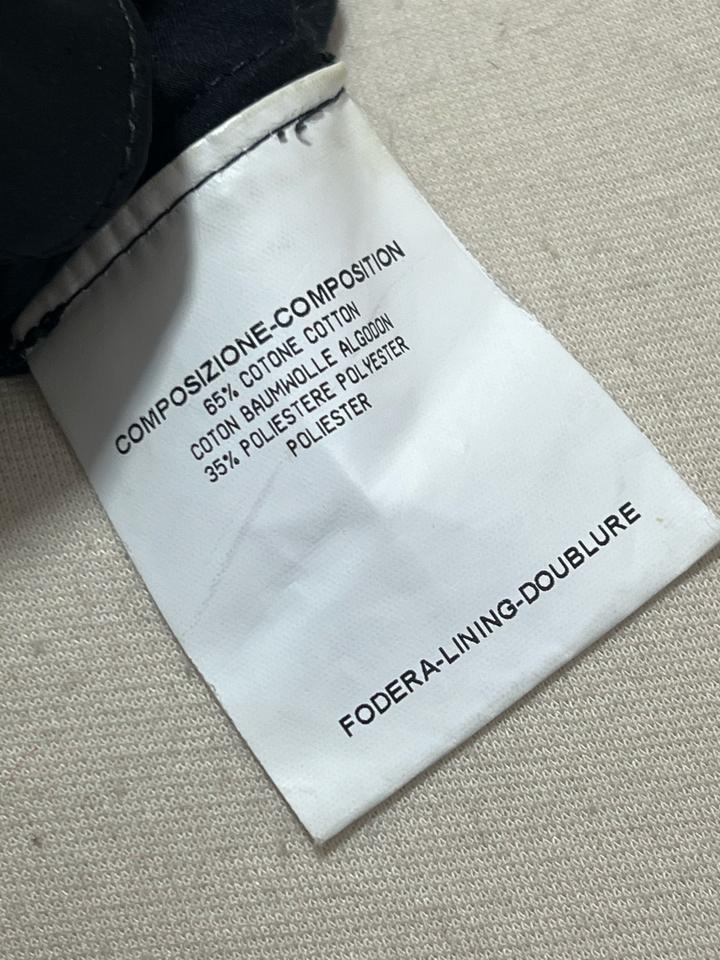 COMPOSIZIONE-COMPOSITION
65% COTONE COTTON
COTON BAUMWOLLE ALGODON
35% POLIESTERE POLYESTER
POLIESTER
FODERA-LINING-DOUBLURE